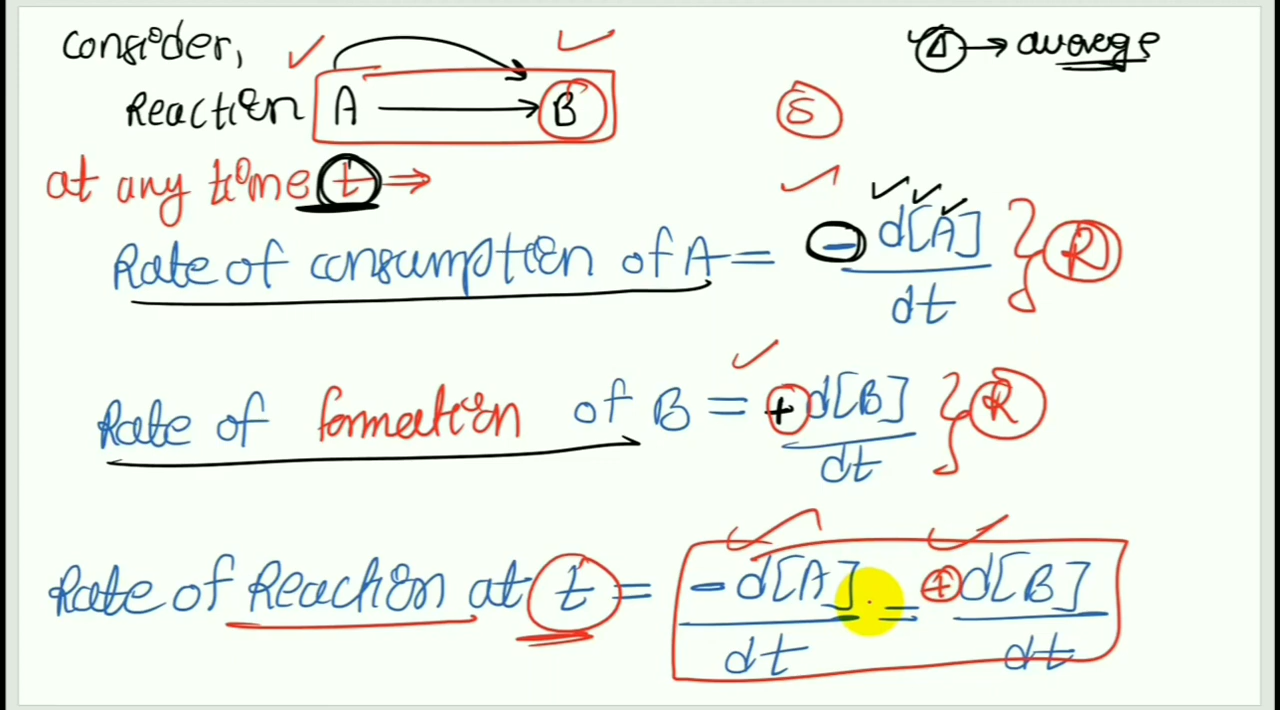 consider,
Δ → average
Reaction A → B
S
at any time t ⇒
Rate of consumption of A = - d[A]/dt } R
Rate of formation of B = + d[B]/dt } R
Rate of Reaction at t = - d[A]/dt = + d[B]/dt